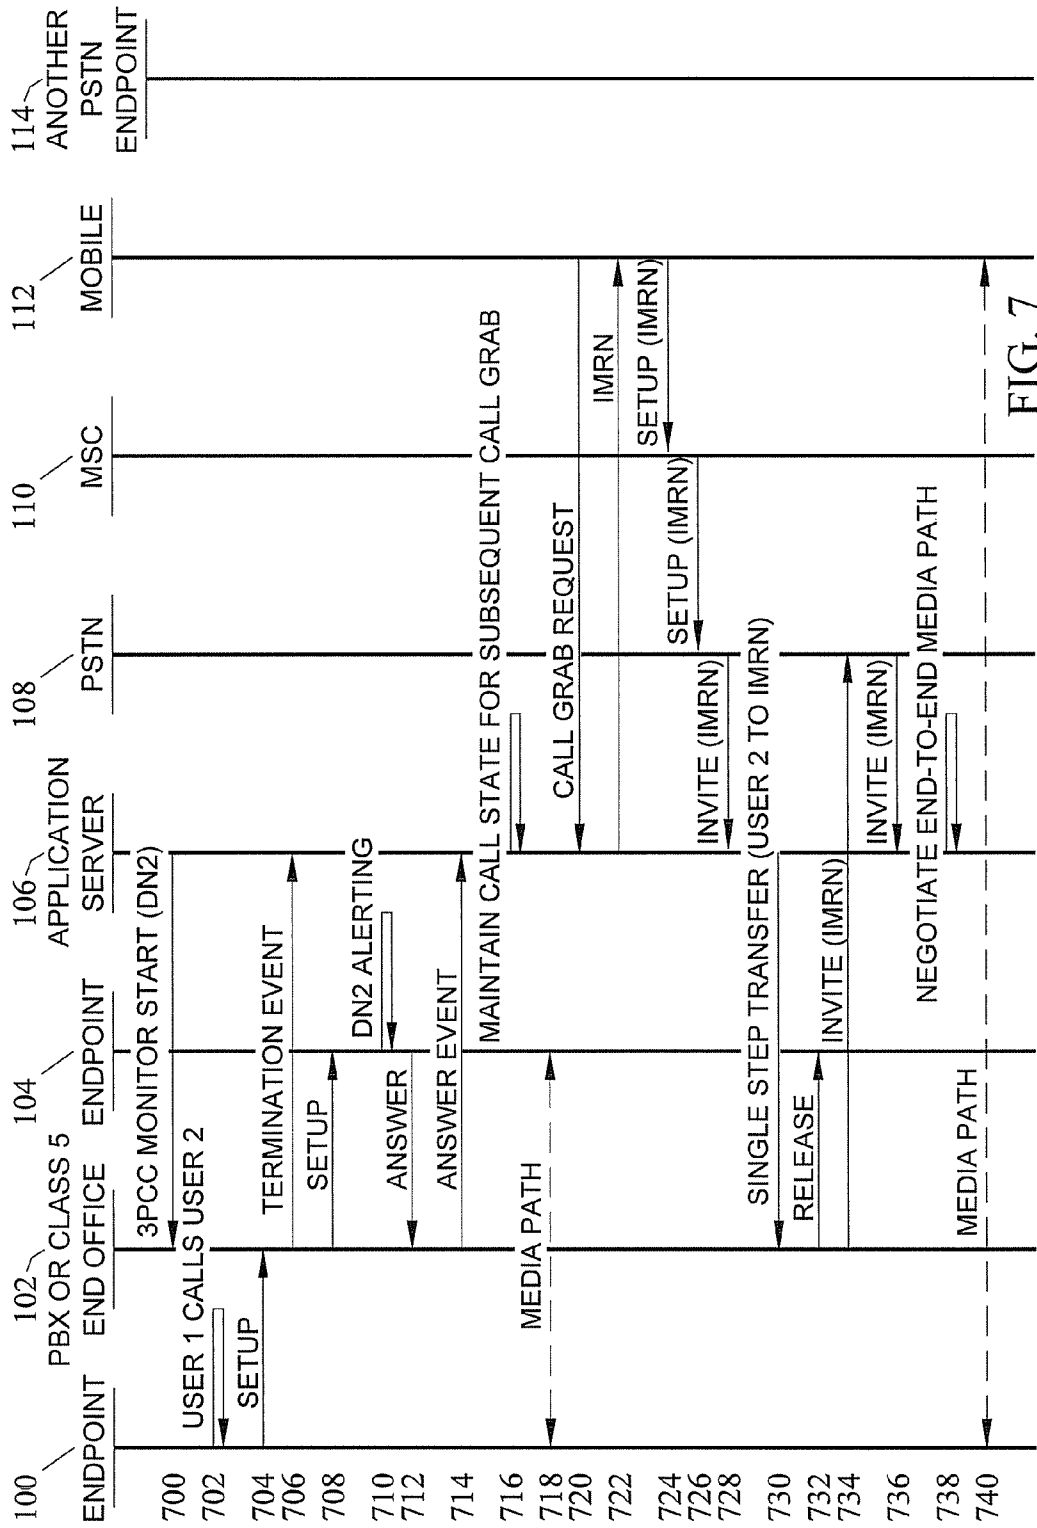 100
ENDPOINT
102
PBX OR CLASS 5
END OFFICE
104
ENDPOINT
106
APPLICATION
SERVER
108
PSTN
110
MSC
112
MOBILE
114
ANOTHER
PSTN
ENDPOINT
700
3PCC MONITOR START (DN2)
702
USER 1 CALLS USER 2
704
SETUP
706
TERMINATION EVENT
708
SETUP
710
DN2 ALERTING
712
ANSWER
714
ANSWER EVENT
716
MAINTAIN CALL STATE FOR SUBSEQUENT CALL GRAB
718
MEDIA PATH
720
CALL GRAB REQUEST
722
IMRN
724
SETUP (IMRN)
726
SETUP (IMRN)
728
INVITE (IMRN)
730
SINGLE STEP TRANSFER (USER 2 TO IMRN)
732
RELEASE
734
INVITE (IMRN)
736
INVITE (IMRN)
738
NEGOTIATE END-TO-END MEDIA PATH
740
MEDIA PATH
FIG. 7